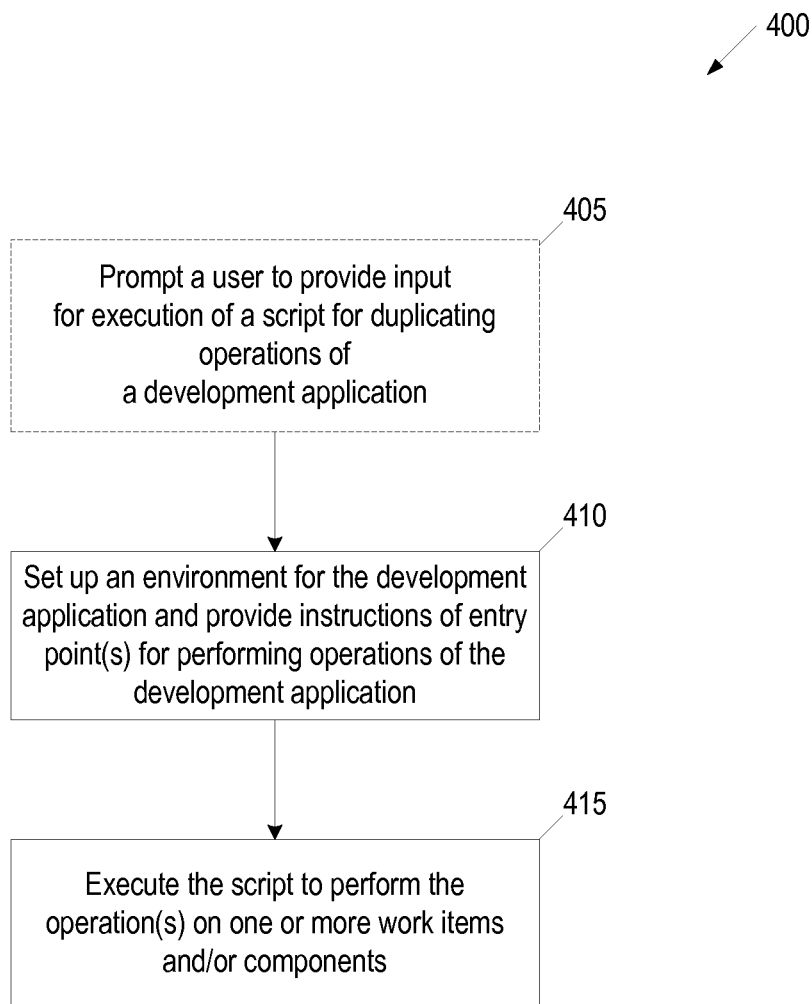 400
405
Prompt a user to provide input
for execution of a script for duplicating
operations of
a development application
410
Set up an environment for the development
application and provide instructions of entry
point(s) for performing operations of the
development application
415
Execute the script to perform the
operation(s) on one or more work items
and/or components